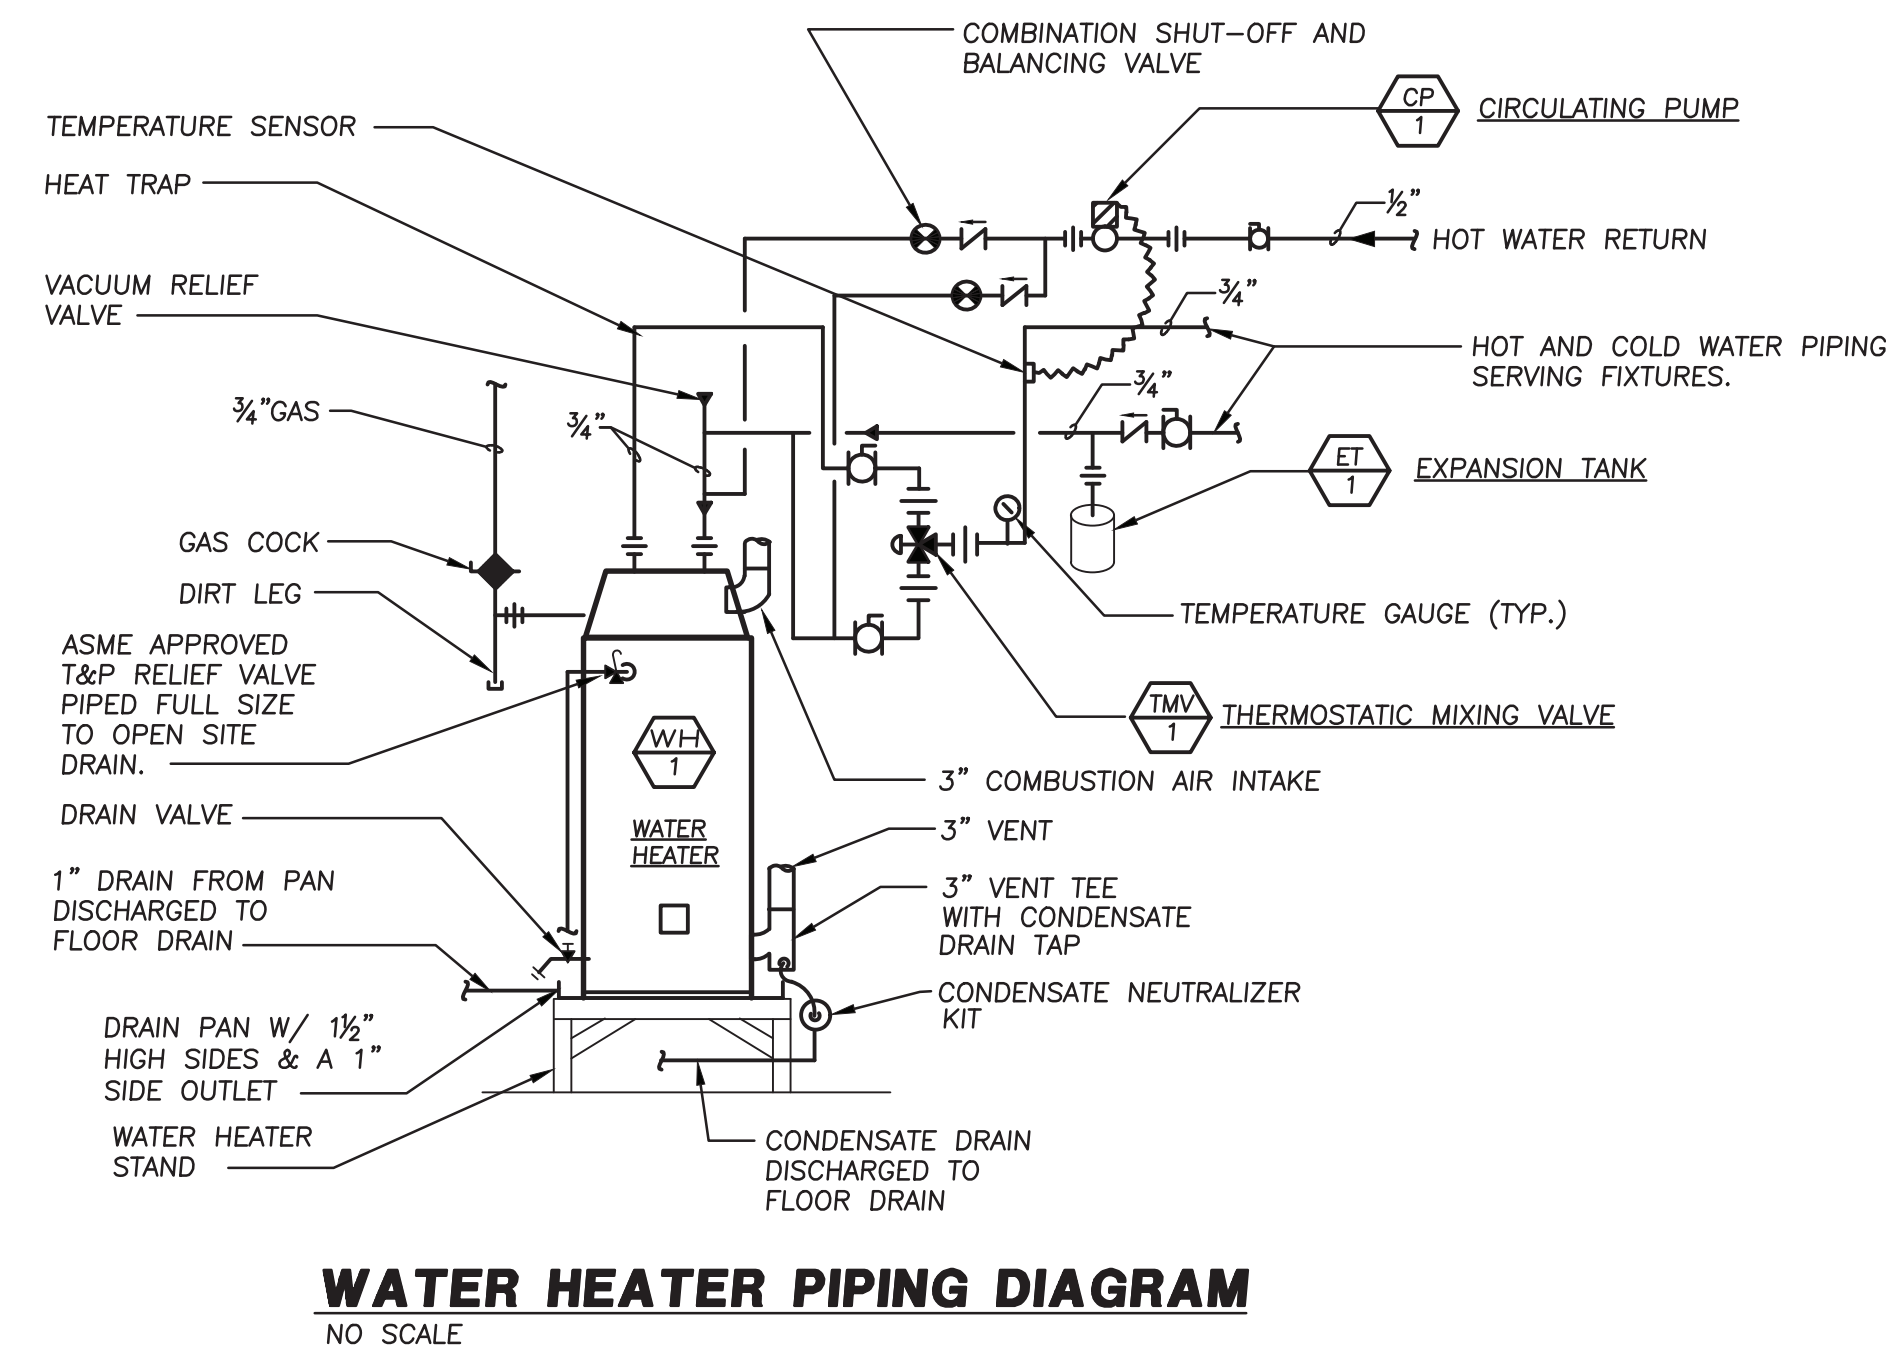 COMBINATION SHUT-OFF AND
BALANCING VALVE
CP
1
CIRCULATING PUMP
TEMPERATURE SENSOR
HEAT TRAP
1/2"
HOT WATER RETURN
VACUUM RELIEF
VALVE
3/4"
HOT AND COLD WATER PIPING
SERVING FIXTURES.
3/4"
3/4"GAS
3/4"
ET
1
EXPANSION TANK
GAS COCK
DIRT LEG
TEMPERATURE GAUGE (TYP.)
ASME APPROVED
T&P RELIEF VALVE
PIPED FULL SIZE
TO OPEN SITE
DRAIN.
TMV
1
THERMOSTATIC MIXING VALVE
WH
1
3" COMBUSTION AIR INTAKE
DRAIN VALVE
WATER
HEATER
3" VENT
1" DRAIN FROM PAN
DISCHARGED TO
FLOOR DRAIN
3" VENT TEE
WITH CONDENSATE
DRAIN TAP
CONDENSATE NEUTRALIZER
KIT
DRAIN PAN W/ 1 1/2"
HIGH SIDES & A 1"
SIDE OUTLET
WATER HEATER
STAND
CONDENSATE DRAIN
DISCHARGED TO
FLOOR DRAIN
WATER HEATER PIPING DIAGRAM
NO SCALE